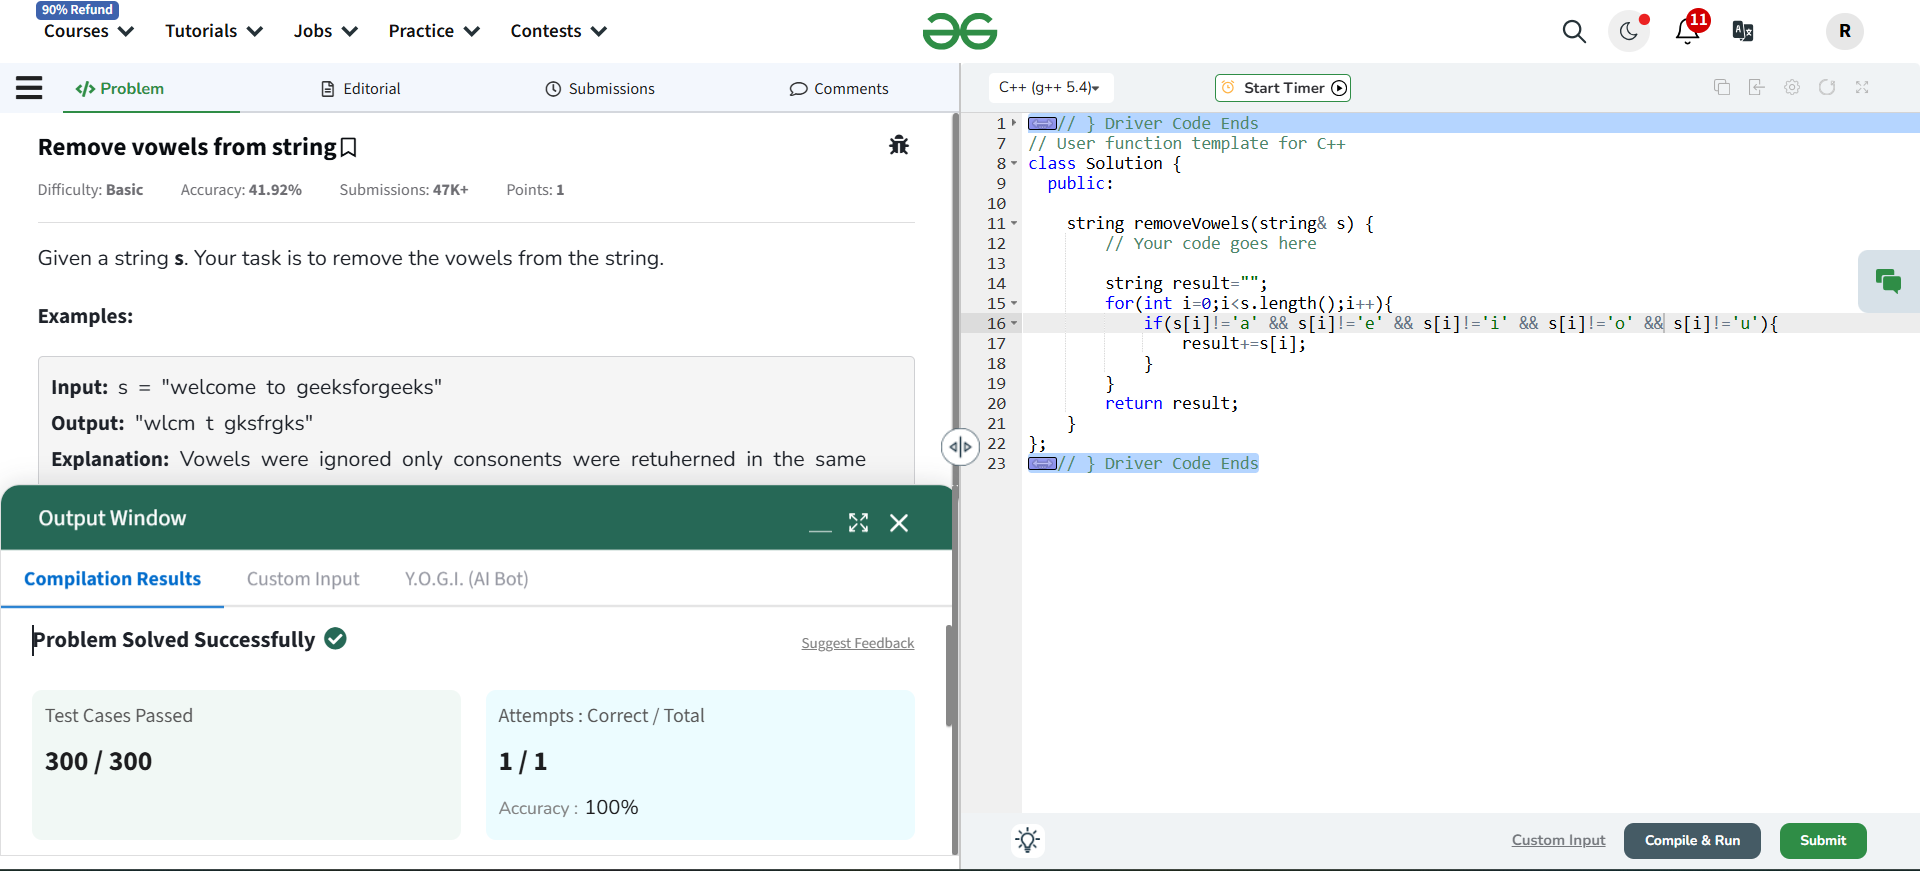 90% Refund
Courses Tutorials Jobs Practice Contests
11
R
</> Problem Editorial Submissions Comments
C++ (g++ 5.4) Start Timer
Remove vowels from string
Difficulty: Basic Accuracy: 41.92% Submissions: 47K+ Points: 1
Given a string s. Your task is to remove the vowels from the string.
Examples:
Input: s = "welcome to geeksforgeeks"
Output: "wlcm t gksfrgks"
Explanation: Vowels were ignored only consonents were retuherned in the same
Output Window
Compilation Results Custom Input Y.O.G.I. (AI Bot)
Problem Solved Successfully
Suggest Feedback
Test Cases Passed
300 / 300
Attempts : Correct / Total
1 / 1
Accuracy : 100%
1 // } Driver Code Ends
7 // User function template for C++
8 class Solution {
9 public:
10
11 string removeVowels(string& s) {
12 // Your code goes here
13
14 string result="";
15 for(int i=0;i<s.length();i++){
16 if(s[i]!='a' && s[i]!='e' && s[i]!='i' && s[i]!='o' && s[i]!='u'){
17 result+=s[i];
18 }
19 }
20 return result;
21 }
22 };
23 // } Driver Code Ends
Custom Input Compile & Run Submit